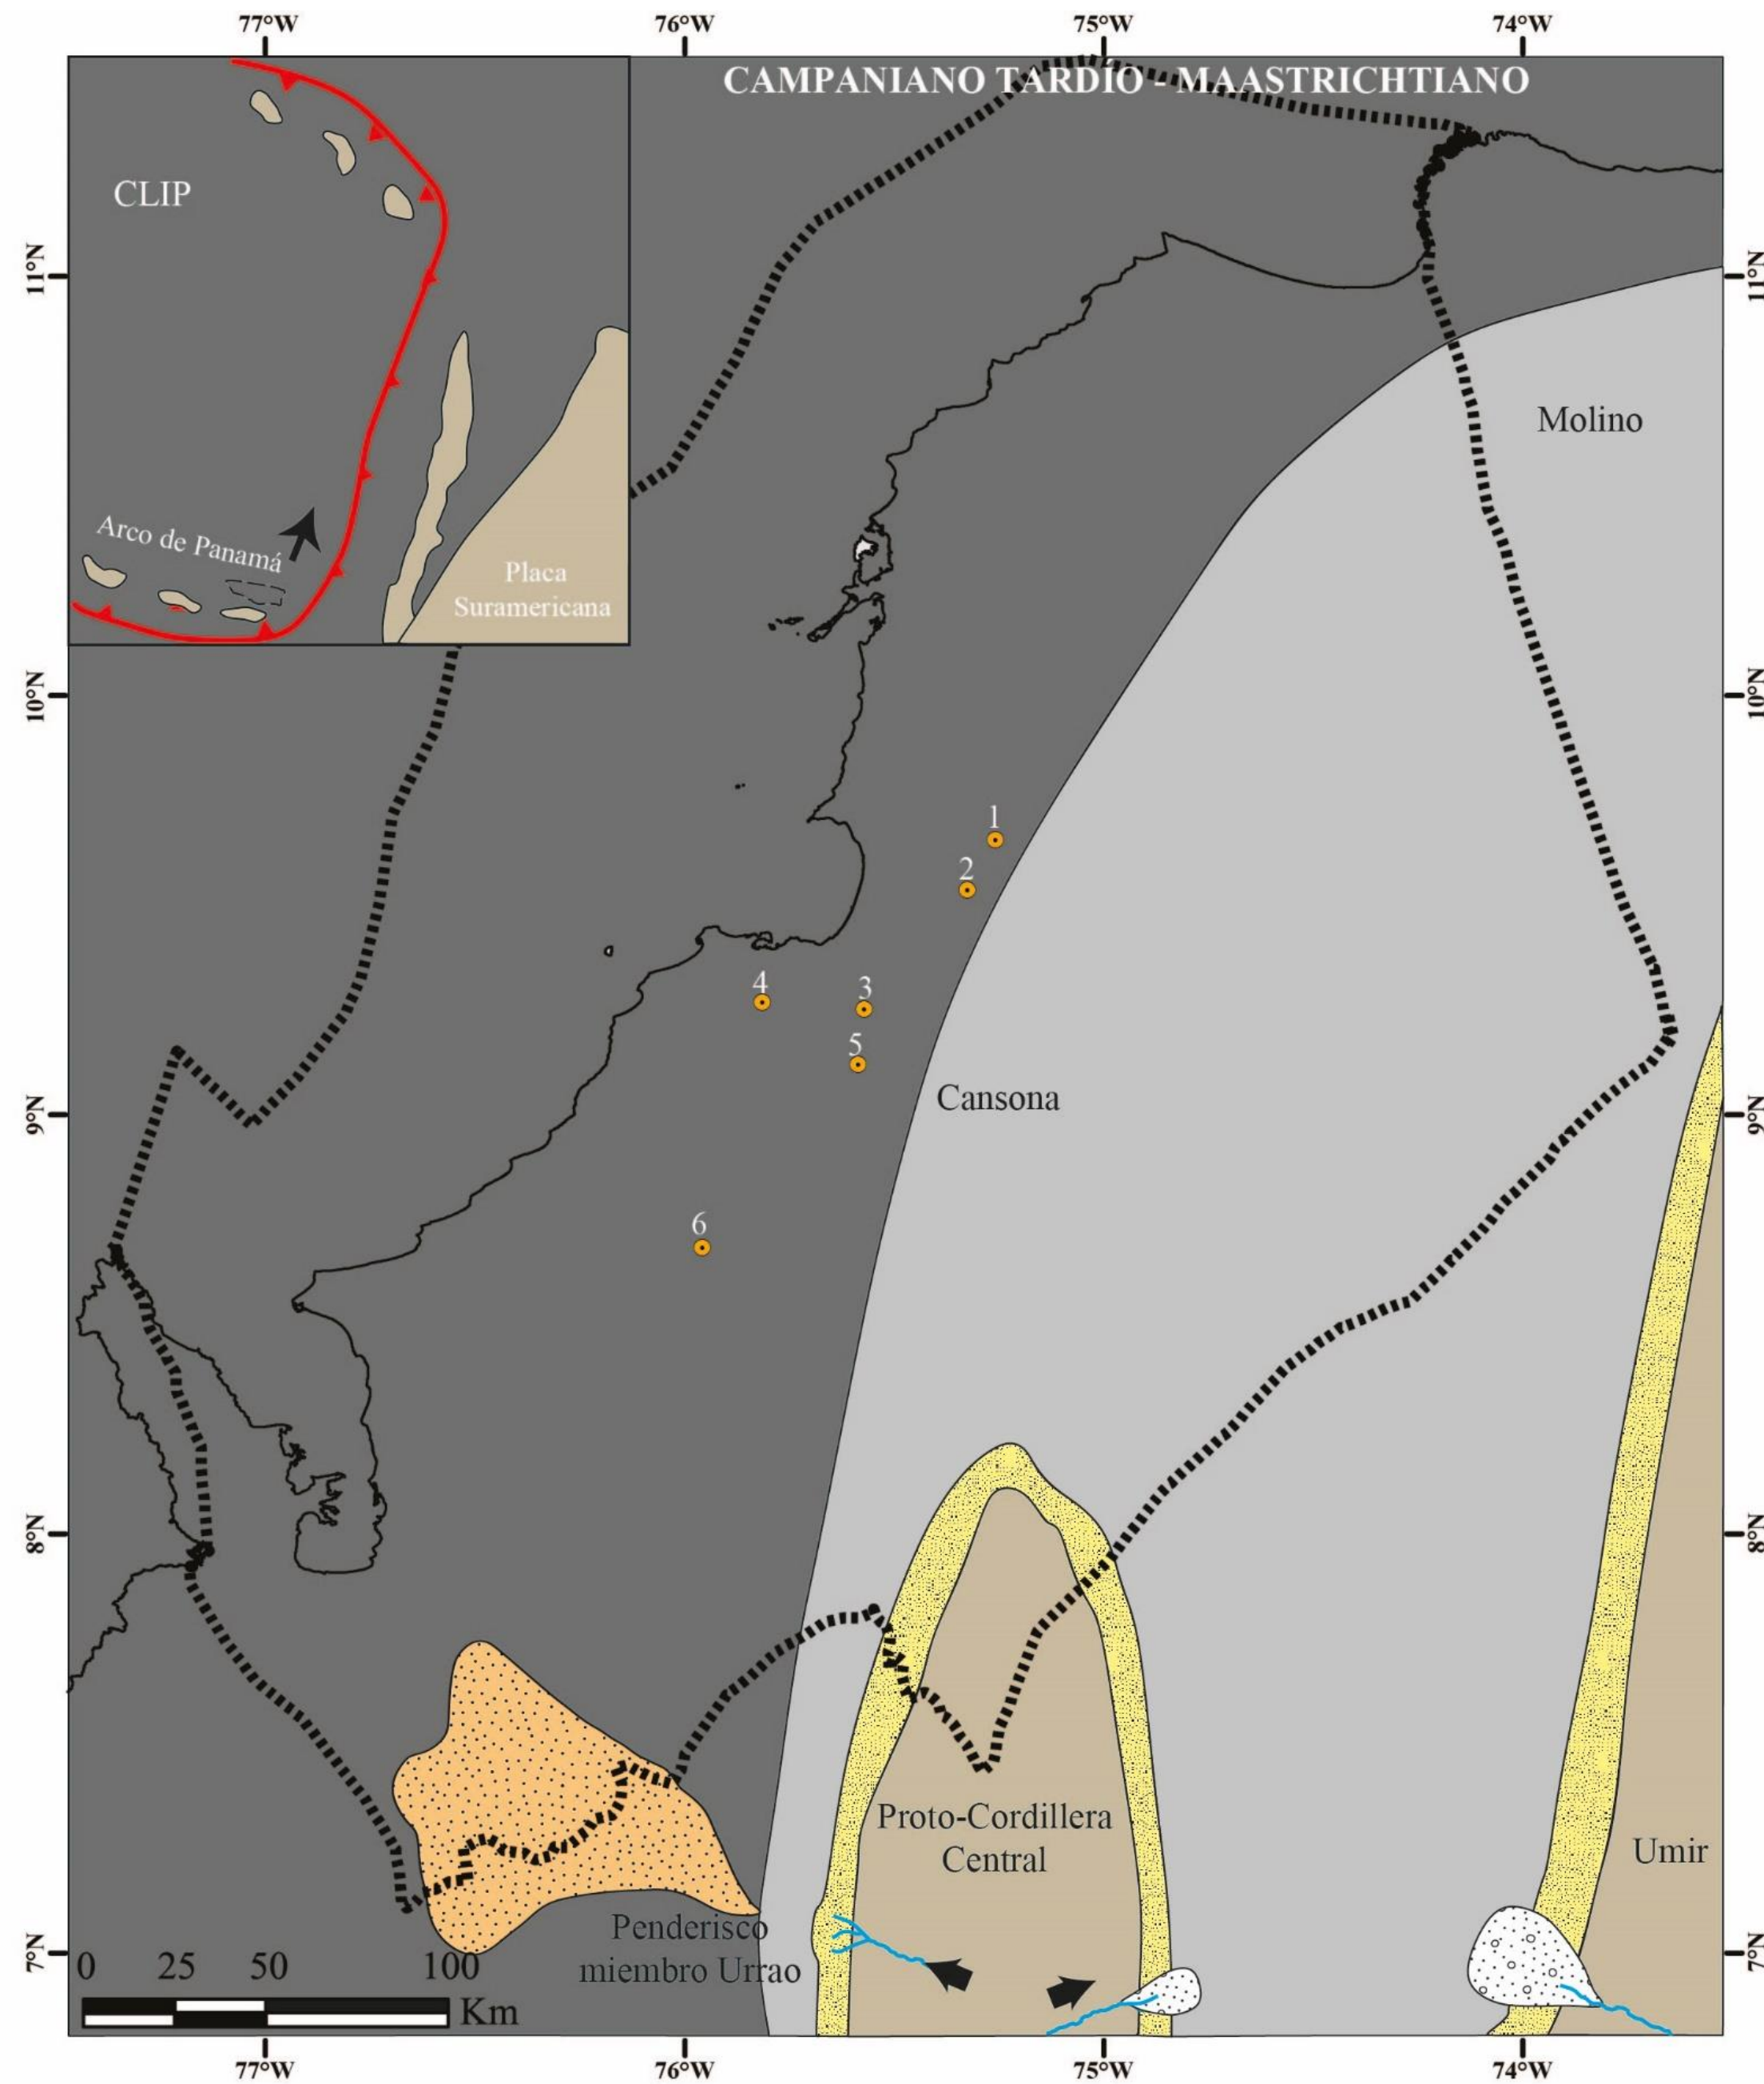 77°W 76°W 75°W 74°W
CAMPANIANO TARDÍO - MAASTRICHTIANO
CLIP
11°N 11°N
Molino
Arco de Panamá
Placa
Suramericana
10°N 10°N
1
2
4 3
5
Cansona
9°N 9°N
6
8°N 8°N
Proto-Cordillera
Central
Umir
Penderisco
miembro Urrao
7°N 7°N
0 25 50 100
Km
77°W 76°W 75°W 74°W